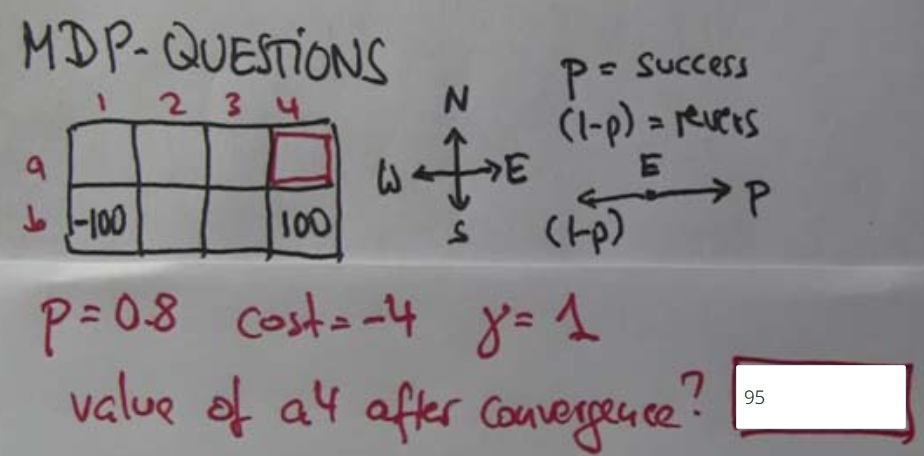 MDP-QUESTIONS
p = success
(1-p) = revers
1 2 3 4
N
W E
S
E
p
(1-p)
a
b -100 100
p=0.8 cost=-4 γ=1
value of a4 after convergence? 95